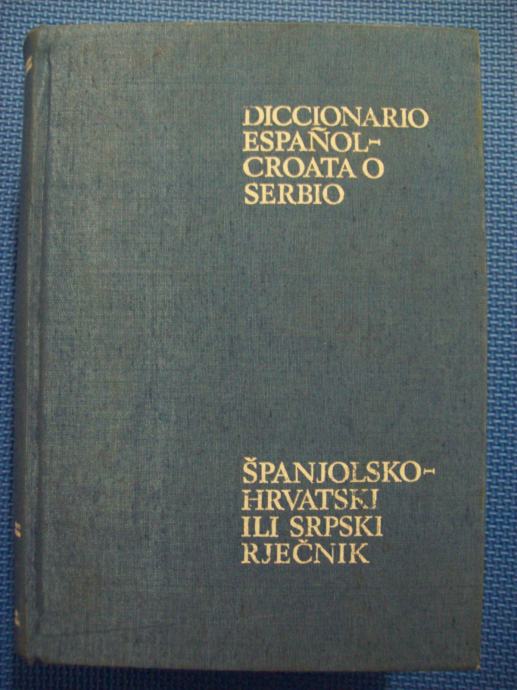 DICCIONARIO
ESPAÑOL-
CROATA O
SERBIO
ŠPANJOLSKO-
HRVATSKI
ILI SRPSKI
RJEČNIK